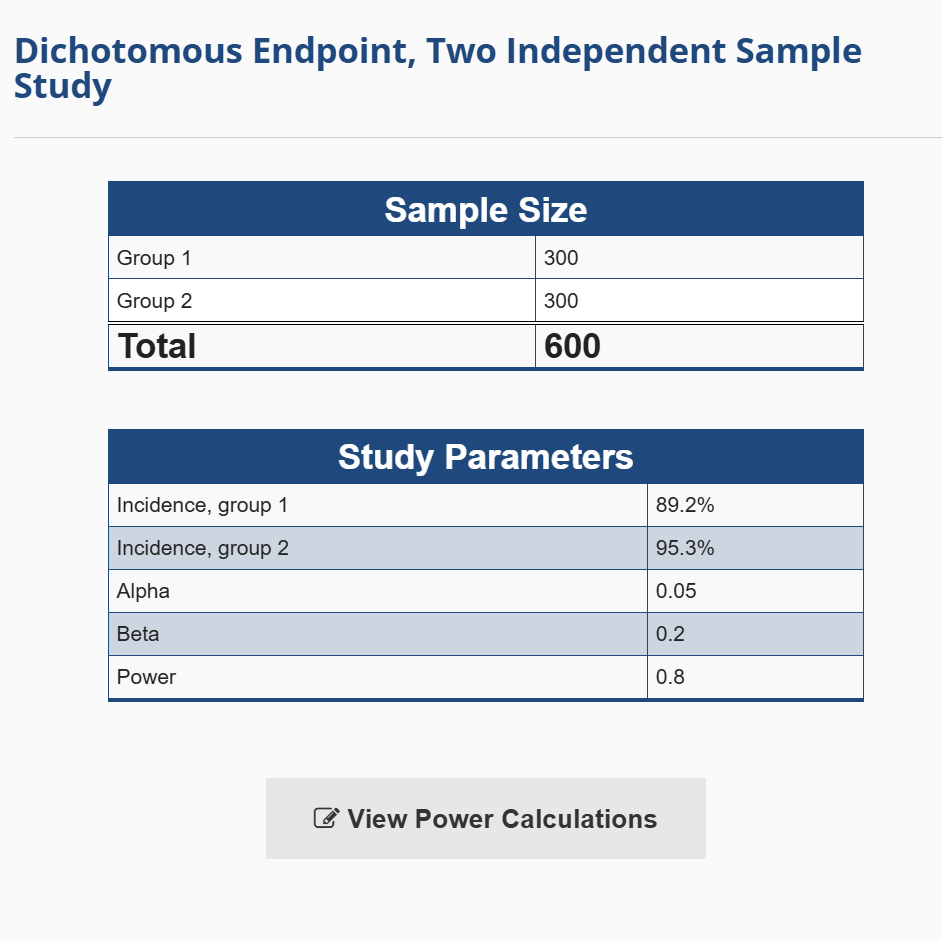 Dichotomous Endpoint, Two Independent Sample
Study
Sample Size
Group 1 300
Group 2 300
Total 600
Study Parameters
Incidence, group 1 89.2%
Incidence, group 2 95.3%
Alpha 0.05
Beta 0.2
Power 0.8
View Power Calculations